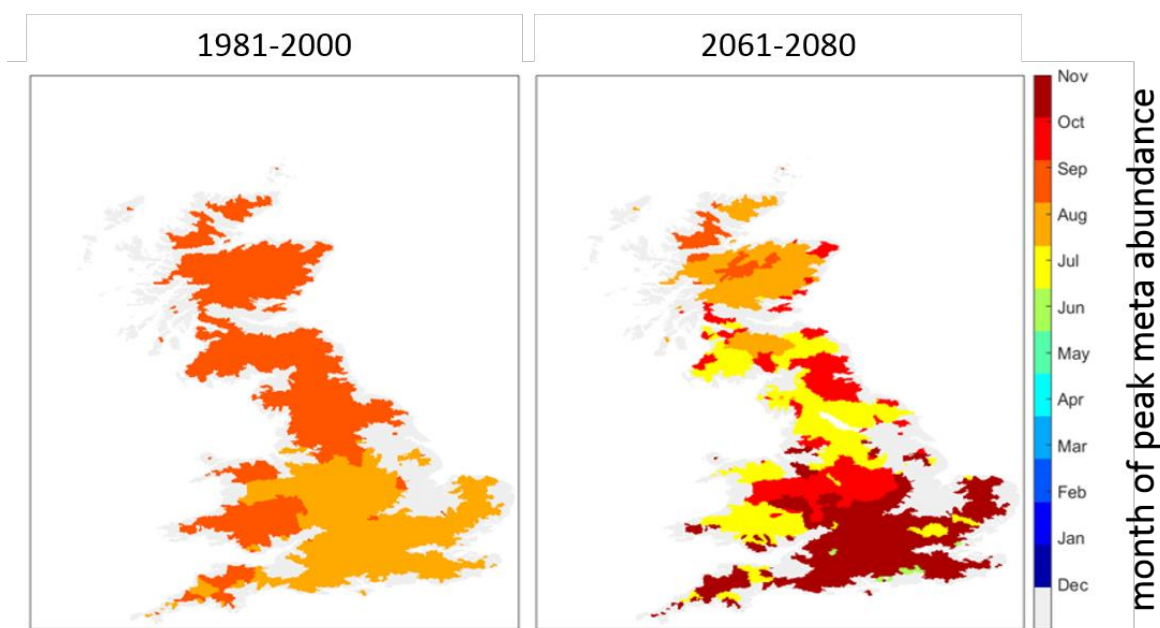 1981-2000
2061-2080
Nov
Oct
Sep
Aug
Jul
Jun
May
Apr
Mar
Feb
Jan
Dec
month of peak meta abundance